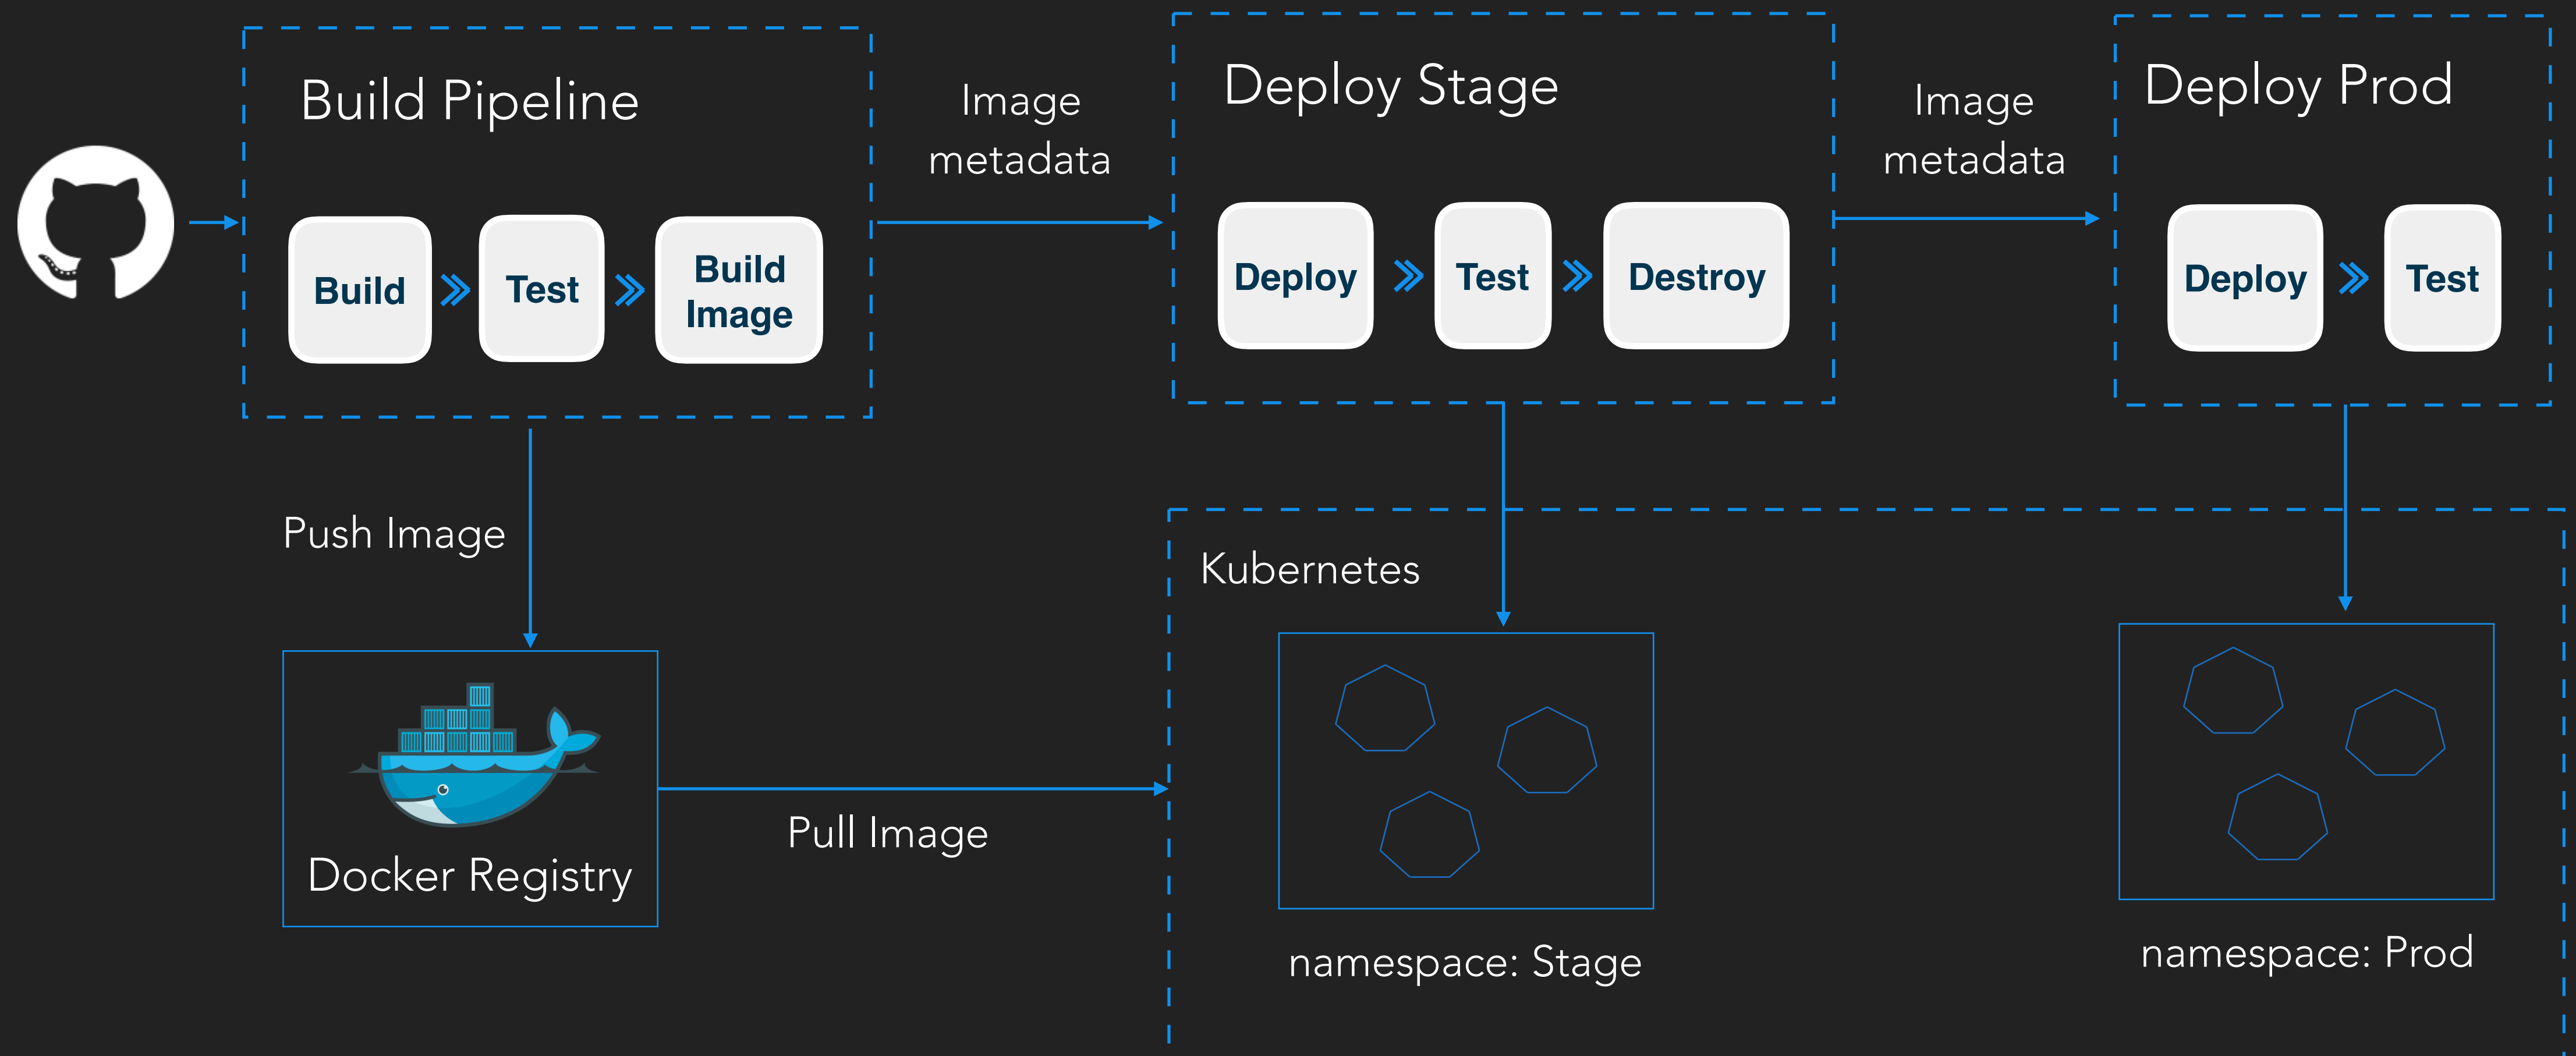 Build Pipeline
Build
Test
Build
Image
Image
metadata
Deploy Stage
Deploy
Test
Destroy
Image
metadata
Deploy Prod
Deploy
Test
Push Image
Docker Registry
Pull Image
Kubernetes
namespace: Stage
namespace: Prod